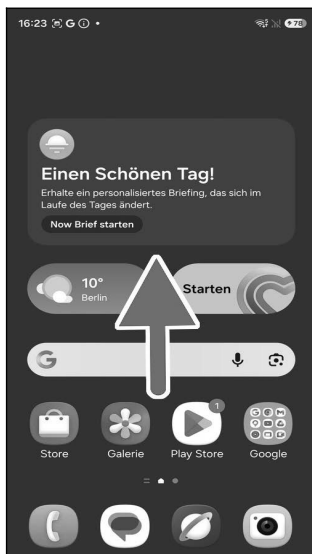 16:23 G
78
Einen Schönen Tag!
Erhalte ein personalisiertes Briefing, das sich im
Laufe des Tages ändert.
Now Brief starten
10°
Berlin
Starten
G
1
Store Galerie Play Store Google